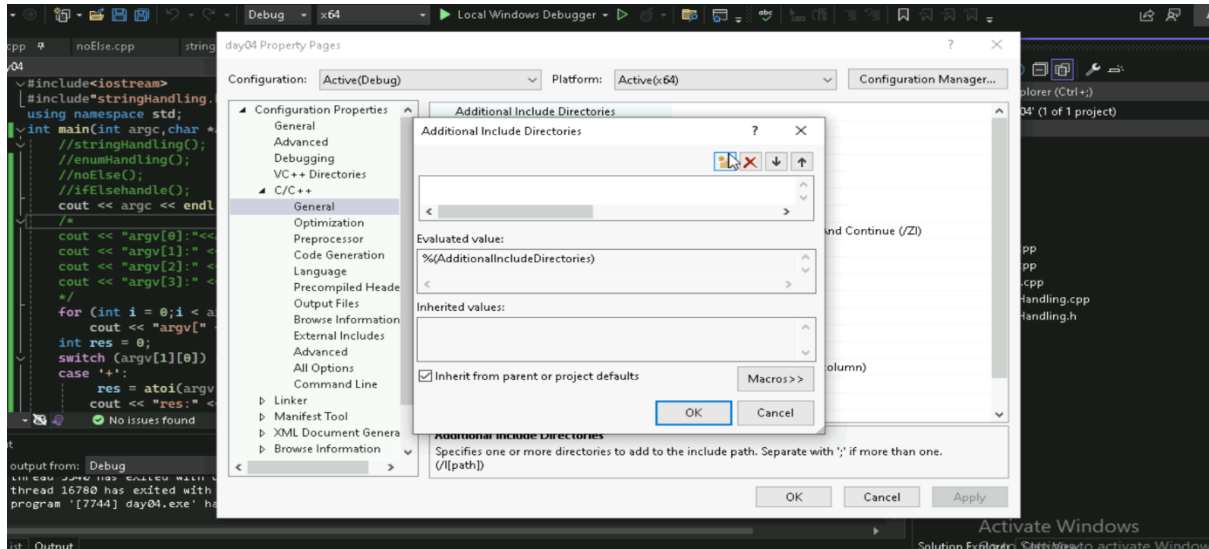 Debug x64 Local Windows Debugger
cpp noElse.cpp string
y04
#include<iostream>
#include"stringHandling.
using namespace std;
int main(int argc,char *
//stringHandling();
//enumHandling();
//noElse();
//ifElsehandle();
cout << argc << endl
/*
cout << "argv[0]:"<<
cout << "argv[1]:" <
cout << "argv[2]:" <
cout << "argv[3]:" <
*/
for (int i = 0;i < a
cout << "argv["
int res = 0;
switch (argv[1][0])
case '+':
res = atoi(argv
cout << "res:" <
No issues found
output from: Debug
thread 16780 has exited with
program '[7744] day04.exe' ha
Output
day04 Property Pages ? ×
Configuration: Active(Debug) Platform: Active(x64) Configuration Manager...
Configuration Properties
General
Advanced
Debugging
VC++ Directories
C/C++
General
Optimization
Preprocessor
Code Generation
Language
Precompiled Heade
Output Files
Browse Information
External Includes
Advanced
All Options
Command Line
Linker
Manifest Tool
XML Document Genera
Browse Information
Additional Include Directories
And Continue (/ZI)
olumn)
Additional Include Directories ? ×
Evaluated value:
%(AdditionalIncludeDirectories)
Inherited values:
Inherit from parent or project defaults
Macros>>
OK Cancel
Additional Include Directories
Specifies one or more directories to add to the include path. Separate with ';' if more than one.
(/I[path])
OK Cancel Apply
plorer (Ctrl+;)
04' (1 of 1 project)
pp
pp
.cpp
Handling.cpp
Handling.h
Activate Windows
Solution Explorer
to activate Window